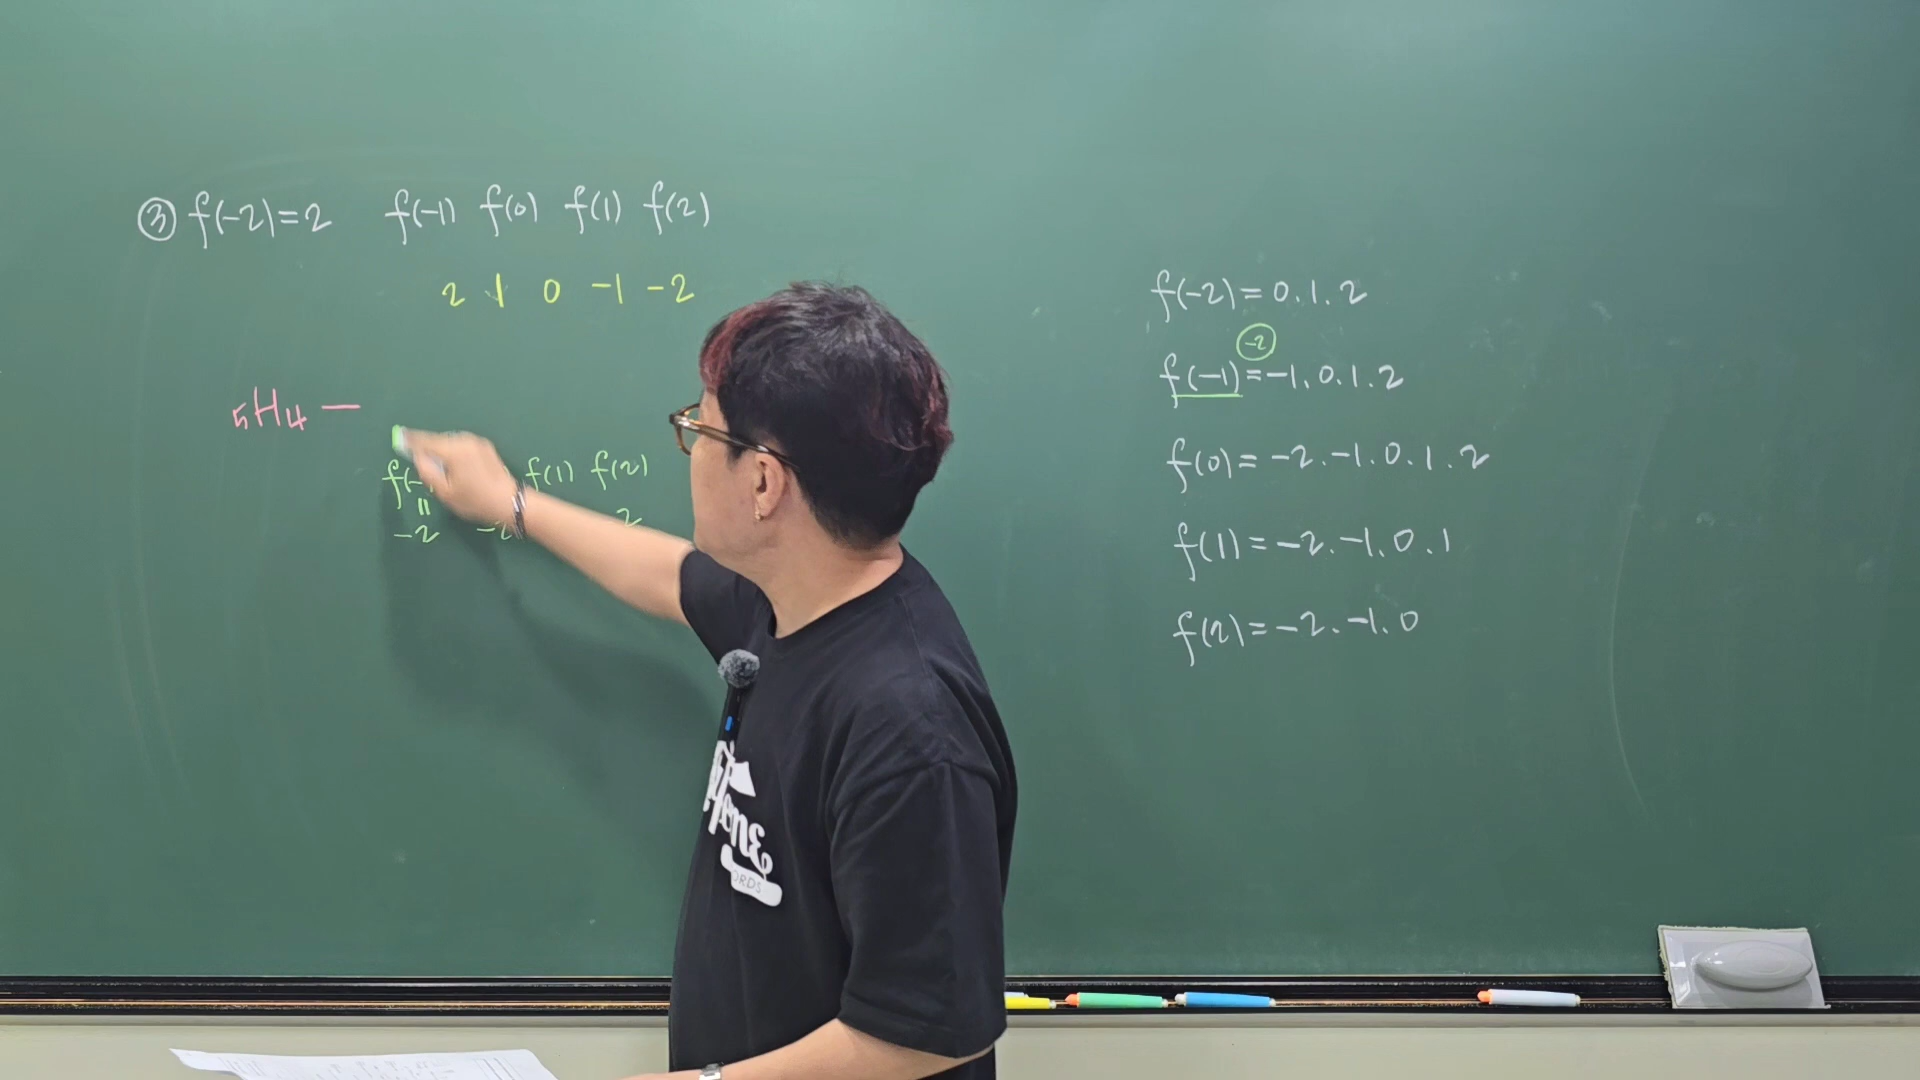 ③ f(-2)=2 f(-1) f(0) f(1) f(2)
2 1 0 -1 -2
5H4 -
f(- f(1) f(2)
॥
-2 -2 2
f(-2)=0.1.2
-2
f(-1)=-1.0.1.2
f(0)=-2.-1.0.1.2
f(1)=-2.-1.0.1
f(2)=-2.-1.0
ORDS